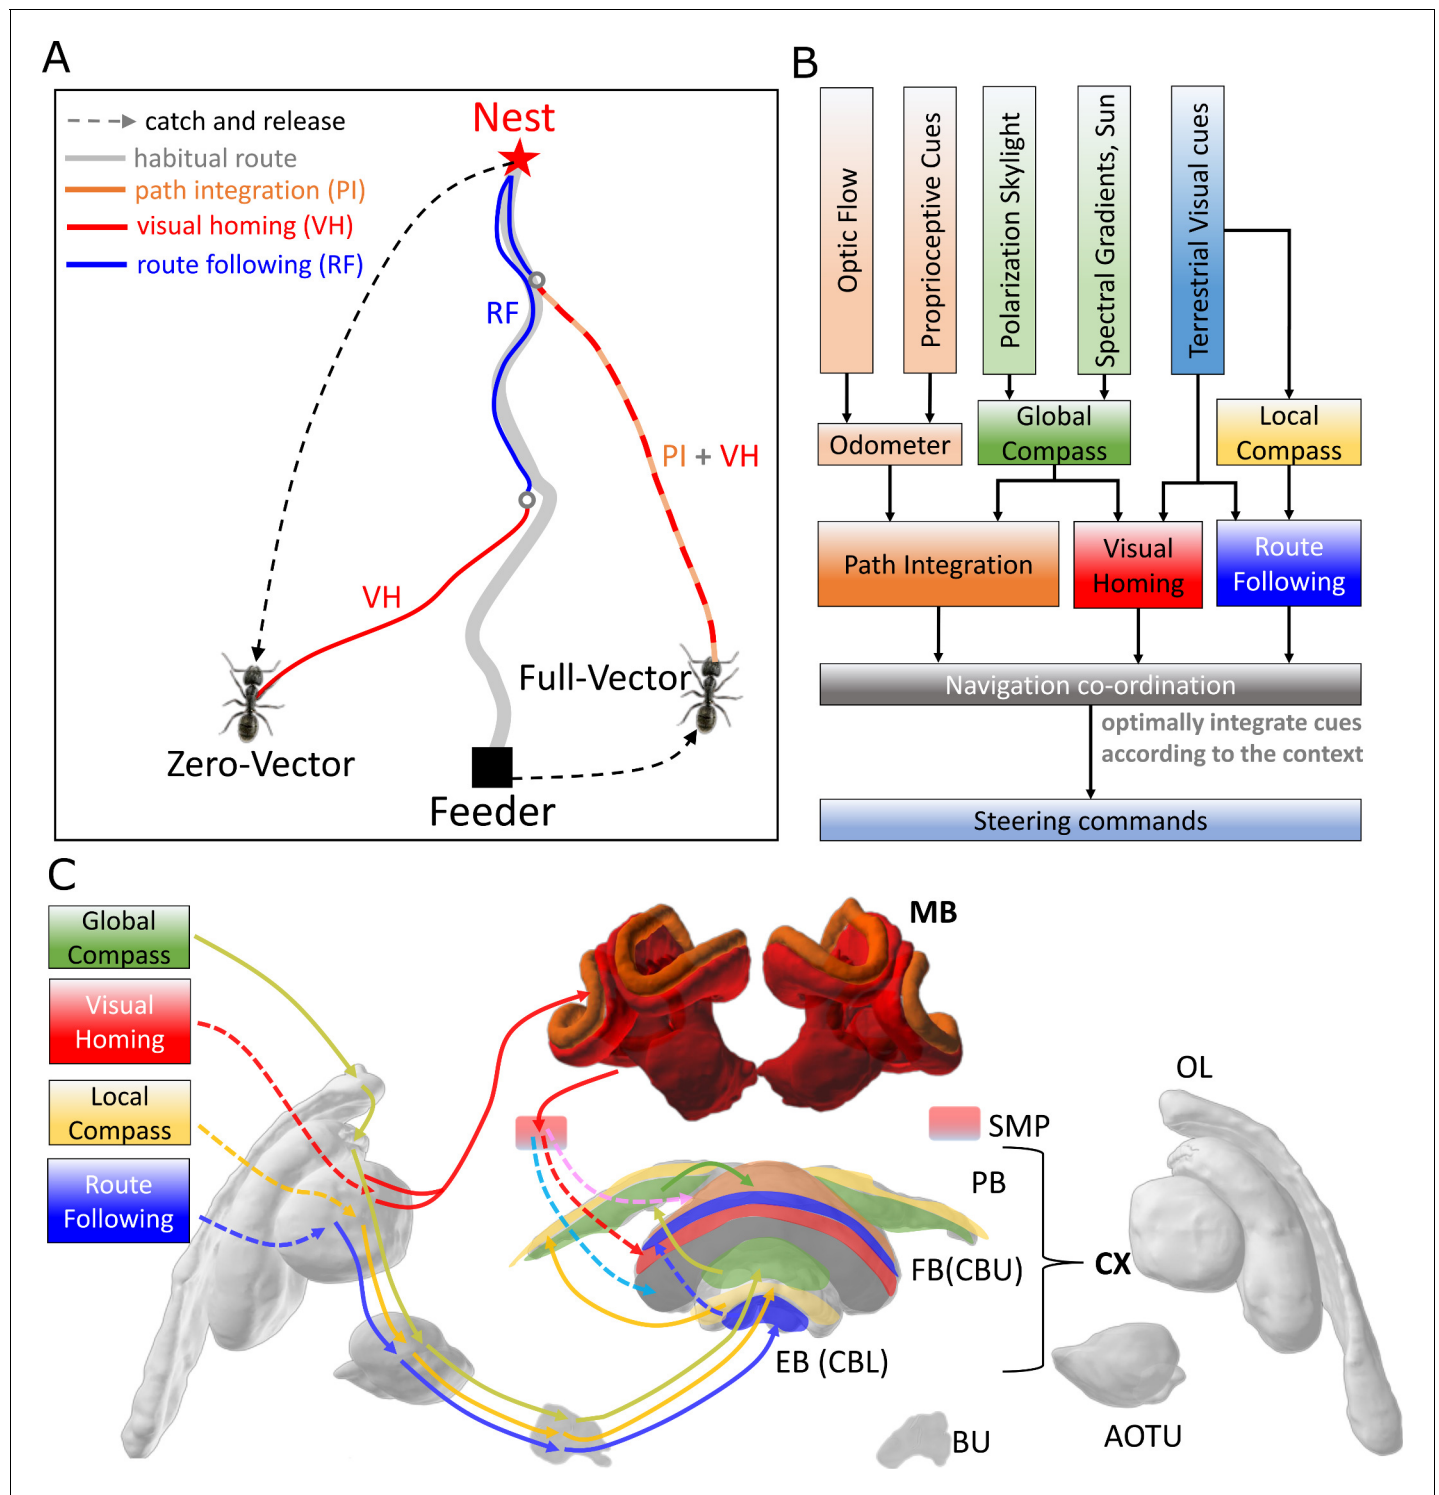 A
catch and release
habitual route
path integration (PI)
visual homing (VH)
route following (RF)
Nest
RF
PI + VH
VH
Full-Vector
Zero-Vector
Feeder
B
Optic Flow
Proprioceptive Cues
Polarization Skylight
Spectral Gradients, Sun
Terrestrial Visual cues
Odometer
Global
Compass
Local
Compass
Path Integration
Visual
Homing
Route
Following
Navigation co-ordination
optimally integrate cues
according to the context
Steering commands
C
Global
Compass
Visual
Homing
Local
Compass
Route
Following
MB
OL
SMP
PB
FB(CBU)
CX
EB (CBL)
BU
AOTU